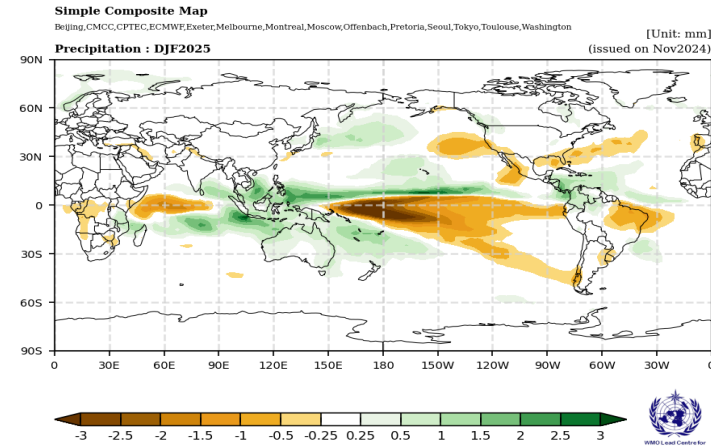 Simple Composite Map
Beijing,CMCC,CPTEC,ECMWF,Exeter,Melbourne,Montreal,Moscow,Offenbach,Pretoria,Seoul,Tokyo,Toulouse,Washington
[Unit: mm]
Precipitation : DJF2025
(issued on Nov2024)
90N
60N
30N
0
30S
60S
90S
0 30E 60E 90E 120E 150E 180 150W 120W 90W 60W 30W 0
-3 -2.5 -2 -1.5 -1 -0.5 -0.25 0.25 0.5 1 1.5 2 2.5 3
WMO Lead Centre for